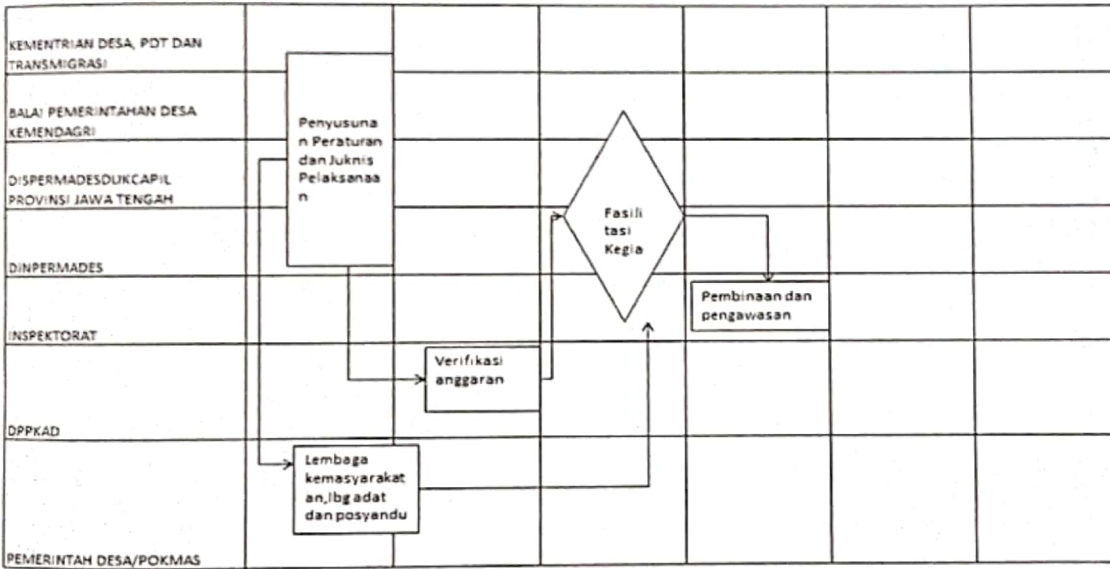 KEMENTRIAN DESA, PDT DAN
TRANSMIGRASI
BALAI PEMERINTAHAN DESA
KEMENDAGRI
DISPERMADESDUKCAPIL
PROVINSI JAWA TENGAH
DINPERMADES
INSPEKTORAT
DPPKAD
PEMERINTAH DESA/POKMAS
Penyusuna
n Peraturan
dan Juknis
Pelaksanaa
n
Lembaga
kemasyarakat
an,lbg adat
dan posyandu
Verifikasi
anggaran
Fasili
tasi
Kegia
Pembinaan dan
pengawasan